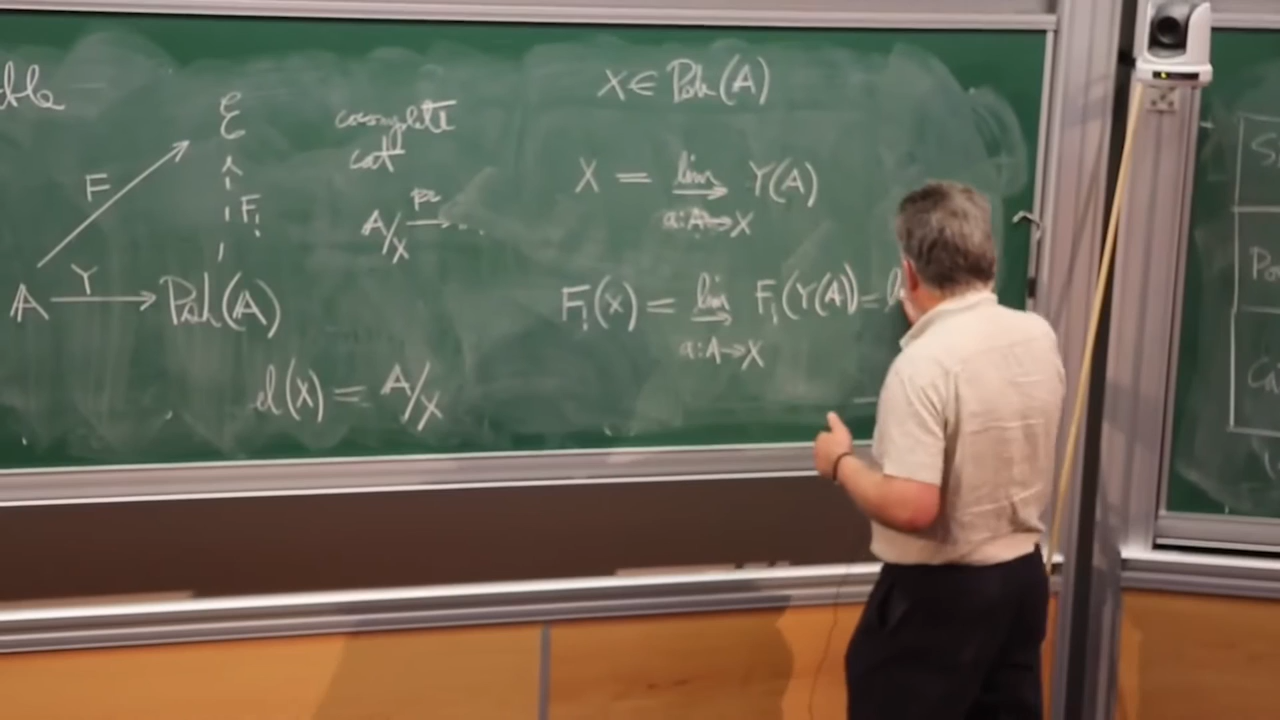 ℰ
cocomplete
cat
F
F!
A/X → ...
A Y → Psh(A)
el(X) = A/X
X ∈ Psh(A)
X = lim→ Y(A)
a:A→X
F!(X) = lim→ F!(Y(A)) =
a:A→X